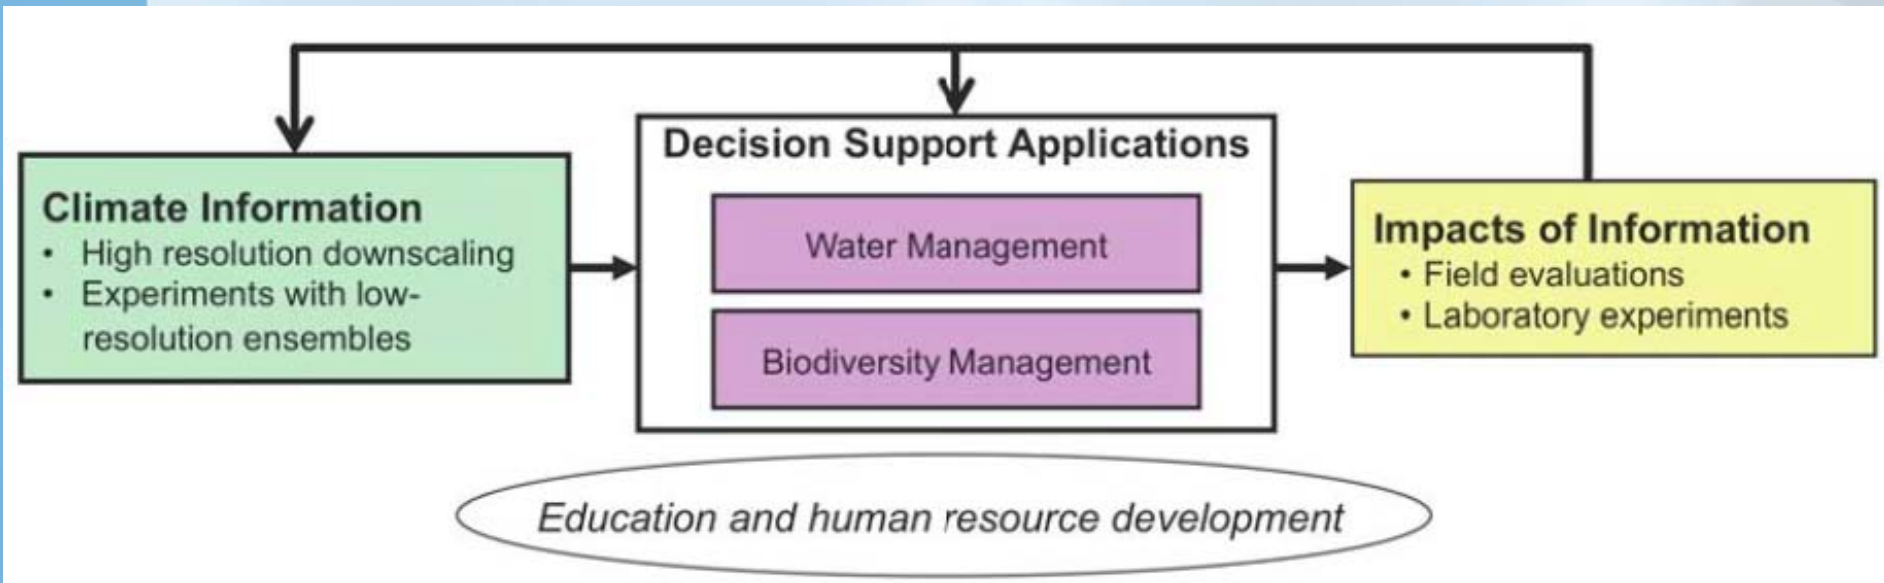 Climate Information
• High resolution downscaling
• Experiments with low-
resolution ensembles
Decision Support Applications
Water Management
Biodiversity Management
Impacts of Information
• Field evaluations
• Laboratory experiments
Education and human resource development